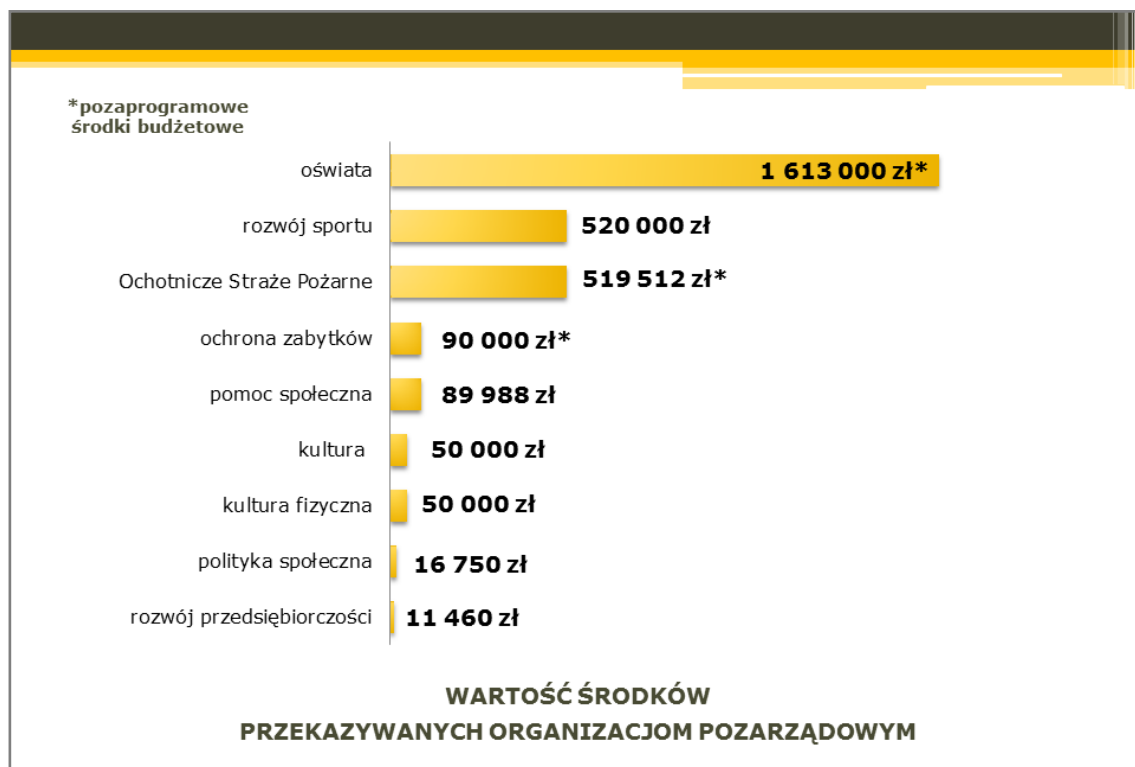 *pozaprogramowe
środki budżetowe
oświata 1 613 000 zł*
rozwój sportu 520 000 zł
Ochotnicze Straże Pożarne 519 512 zł*
ochrona zabytków 90 000 zł*
pomoc społeczna 89 988 zł
kultura 50 000 zł
kultura fizyczna 50 000 zł
polityka społeczna 16 750 zł
rozwój przedsiębiorczości 11 460 zł
WARTOŚĆ ŚRODKÓW
PRZEKAZYWANYCH ORGANIZACJOM POZARZĄDOWYM